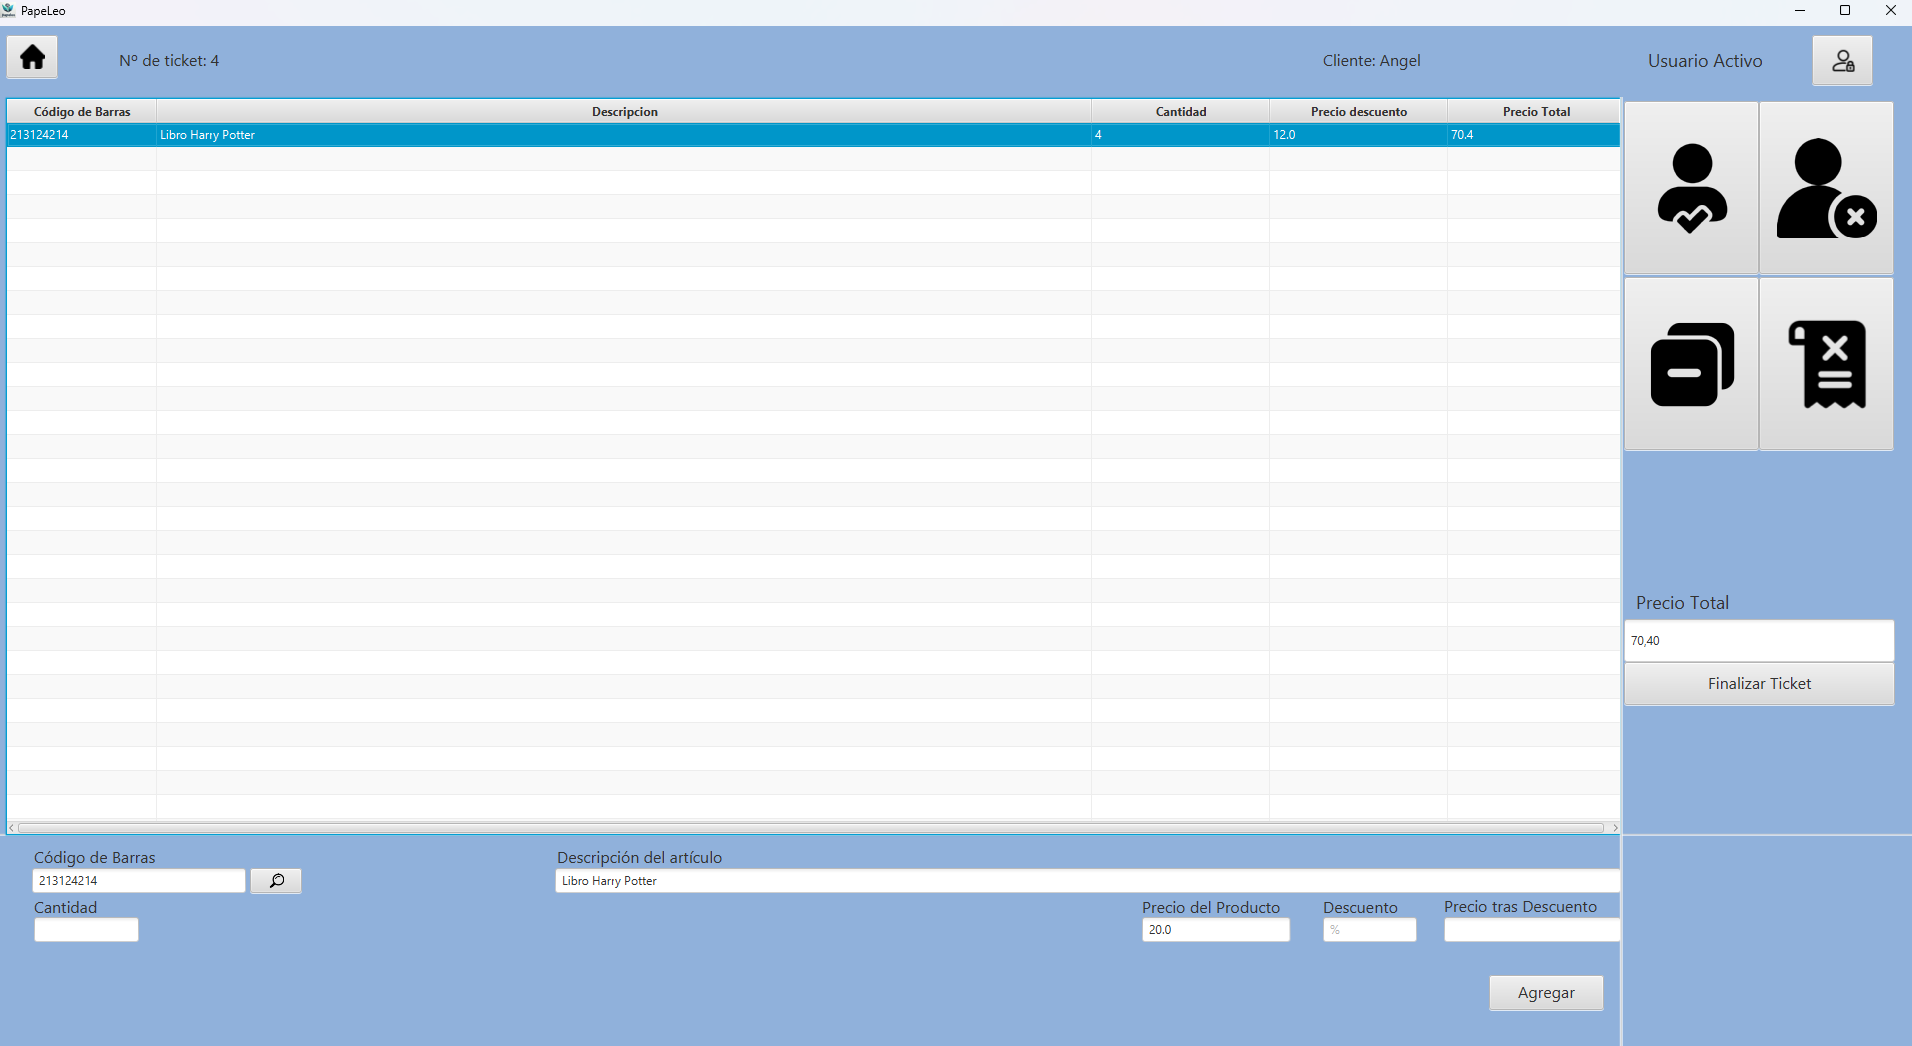 PapeLeo
Nº de ticket: 4
Cliente: Angel
Usuario Activo
Código de Barras Descripcion Cantidad Precio descuento Precio Total
213124214 Libro Harry Potter 4 12.0 70.4
Precio Total
70,40
Finalizar Ticket
Código de Barras Descripción del artículo
213124214 Libro Harry Potter
Cantidad Precio del Producto Descuento Precio tras Descuento
20.0 %
Agregar